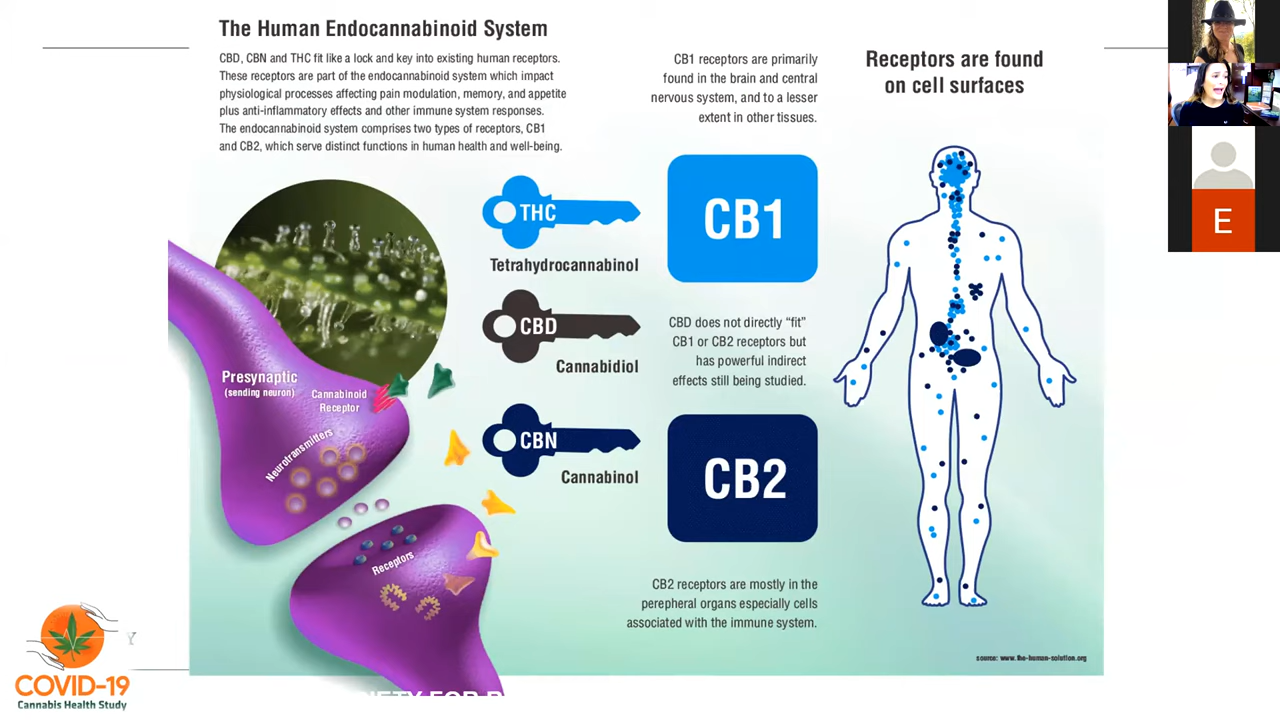 The Human Endocannabinoid System
CBD, CBN and THC fit like a lock and key into existing human receptors.
These receptors are part of the endocannabinoid system which impact
physiological processes affecting pain modulation, memory, and appetite
plus anti-inflammatory effects and other immune system responses.
The endocannabinoid system comprises two types of receptors, CB1
and CB2, which serve distinct functions in human health and well-being.
CB1 receptors are primarily
found in the brain and central
nervous system, and to a lesser
extent in other tissues.
Receptors are found
on cell surfaces
THC
Tetrahydrocannabinol
CB1
CBD
Cannabidiol
CBD does not directly “fit”
CB1 or CB2 receptors but
has powerful indirect
effects still being studied.
CBN
Cannabinol
CB2
CB2 receptors are mostly in the
perepheral organs especially cells
associated with the immune system.
Presynaptic
(sending neuron)
Cannabinoid
Receptor
Neurotransmitters
Receptors
source: www.the-human-solution.org
E
Y
COVID-19
Cannabis Health Study